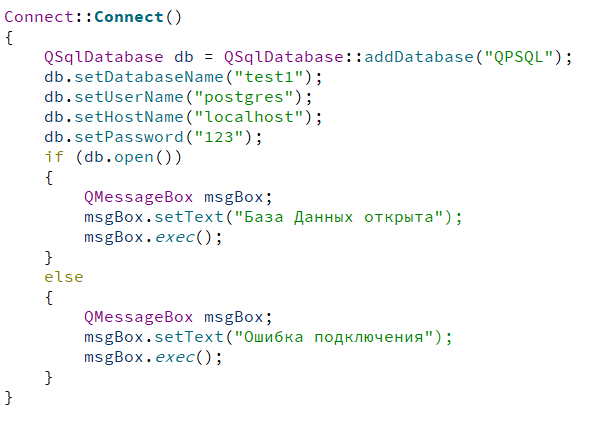 Connect::Connect()
{
    QSqlDatabase db = QSqlDatabase::addDatabase("QPSQL");
    db.setDatabaseName("test1");
    db.setUserName("postgres");
    db.setHostName("localhost");
    db.setPassword("123");
    if (db.open())
    {
        QMessageBox msgBox;
        msgBox.setText("База Данных открыта");
        msgBox.exec();
    }
    else
    {
        QMessageBox msgBox;
        msgBox.setText("Ошибка подключения");
        msgBox.exec();
    }
}